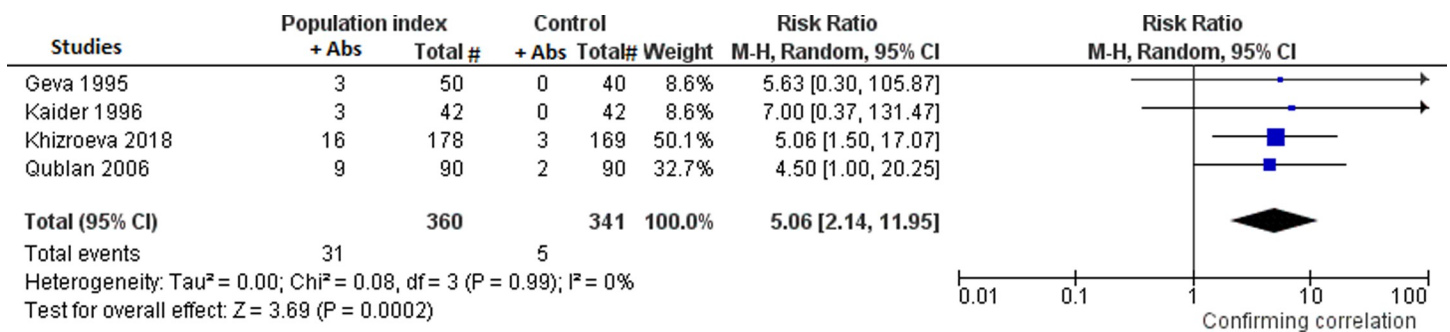 Population index Control Risk Ratio Risk Ratio
Studies + Abs Total # + Abs Total# Weight M-H, Random, 95% CI M-H, Random, 95% CI
Geva 1995 3 50 0 40 8.6% 5.63 [0.30, 105.87]
Kaider 1996 3 42 0 42 8.6% 7.00 [0.37, 131.47]
Khizroeva 2018 16 178 3 169 50.1% 5.06 [1.50, 17.07]
Qublan 2006 9 90 2 90 32.7% 4.50 [1.00, 20.25]
Total (95% CI) 360 341 100.0% 5.06 [2.14, 11.95]
Total events 31 5
Heterogeneity: Tau² = 0.00; Chi² = 0.08, df = 3 (P = 0.99); I² = 0%
Test for overall effect: Z = 3.69 (P = 0.0002)
0.01 0.1 1 10 100
Confirming correlation